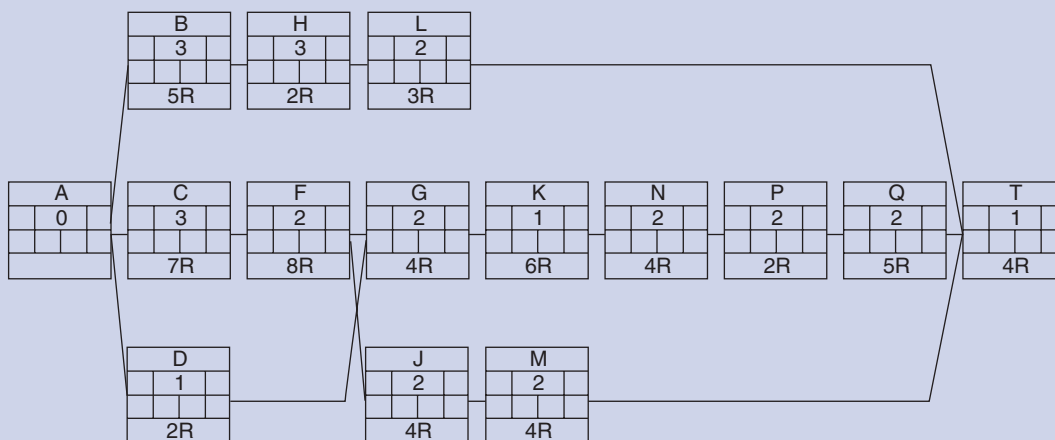 B H L
3 3 2
5R 2R 3R
A C F G K N P Q T
0 3 2 2 1 2 2 2 1
7R 8R 4R 6R 4R 2R 5R 4R
D J M
1 2 2
2R 4R 4R